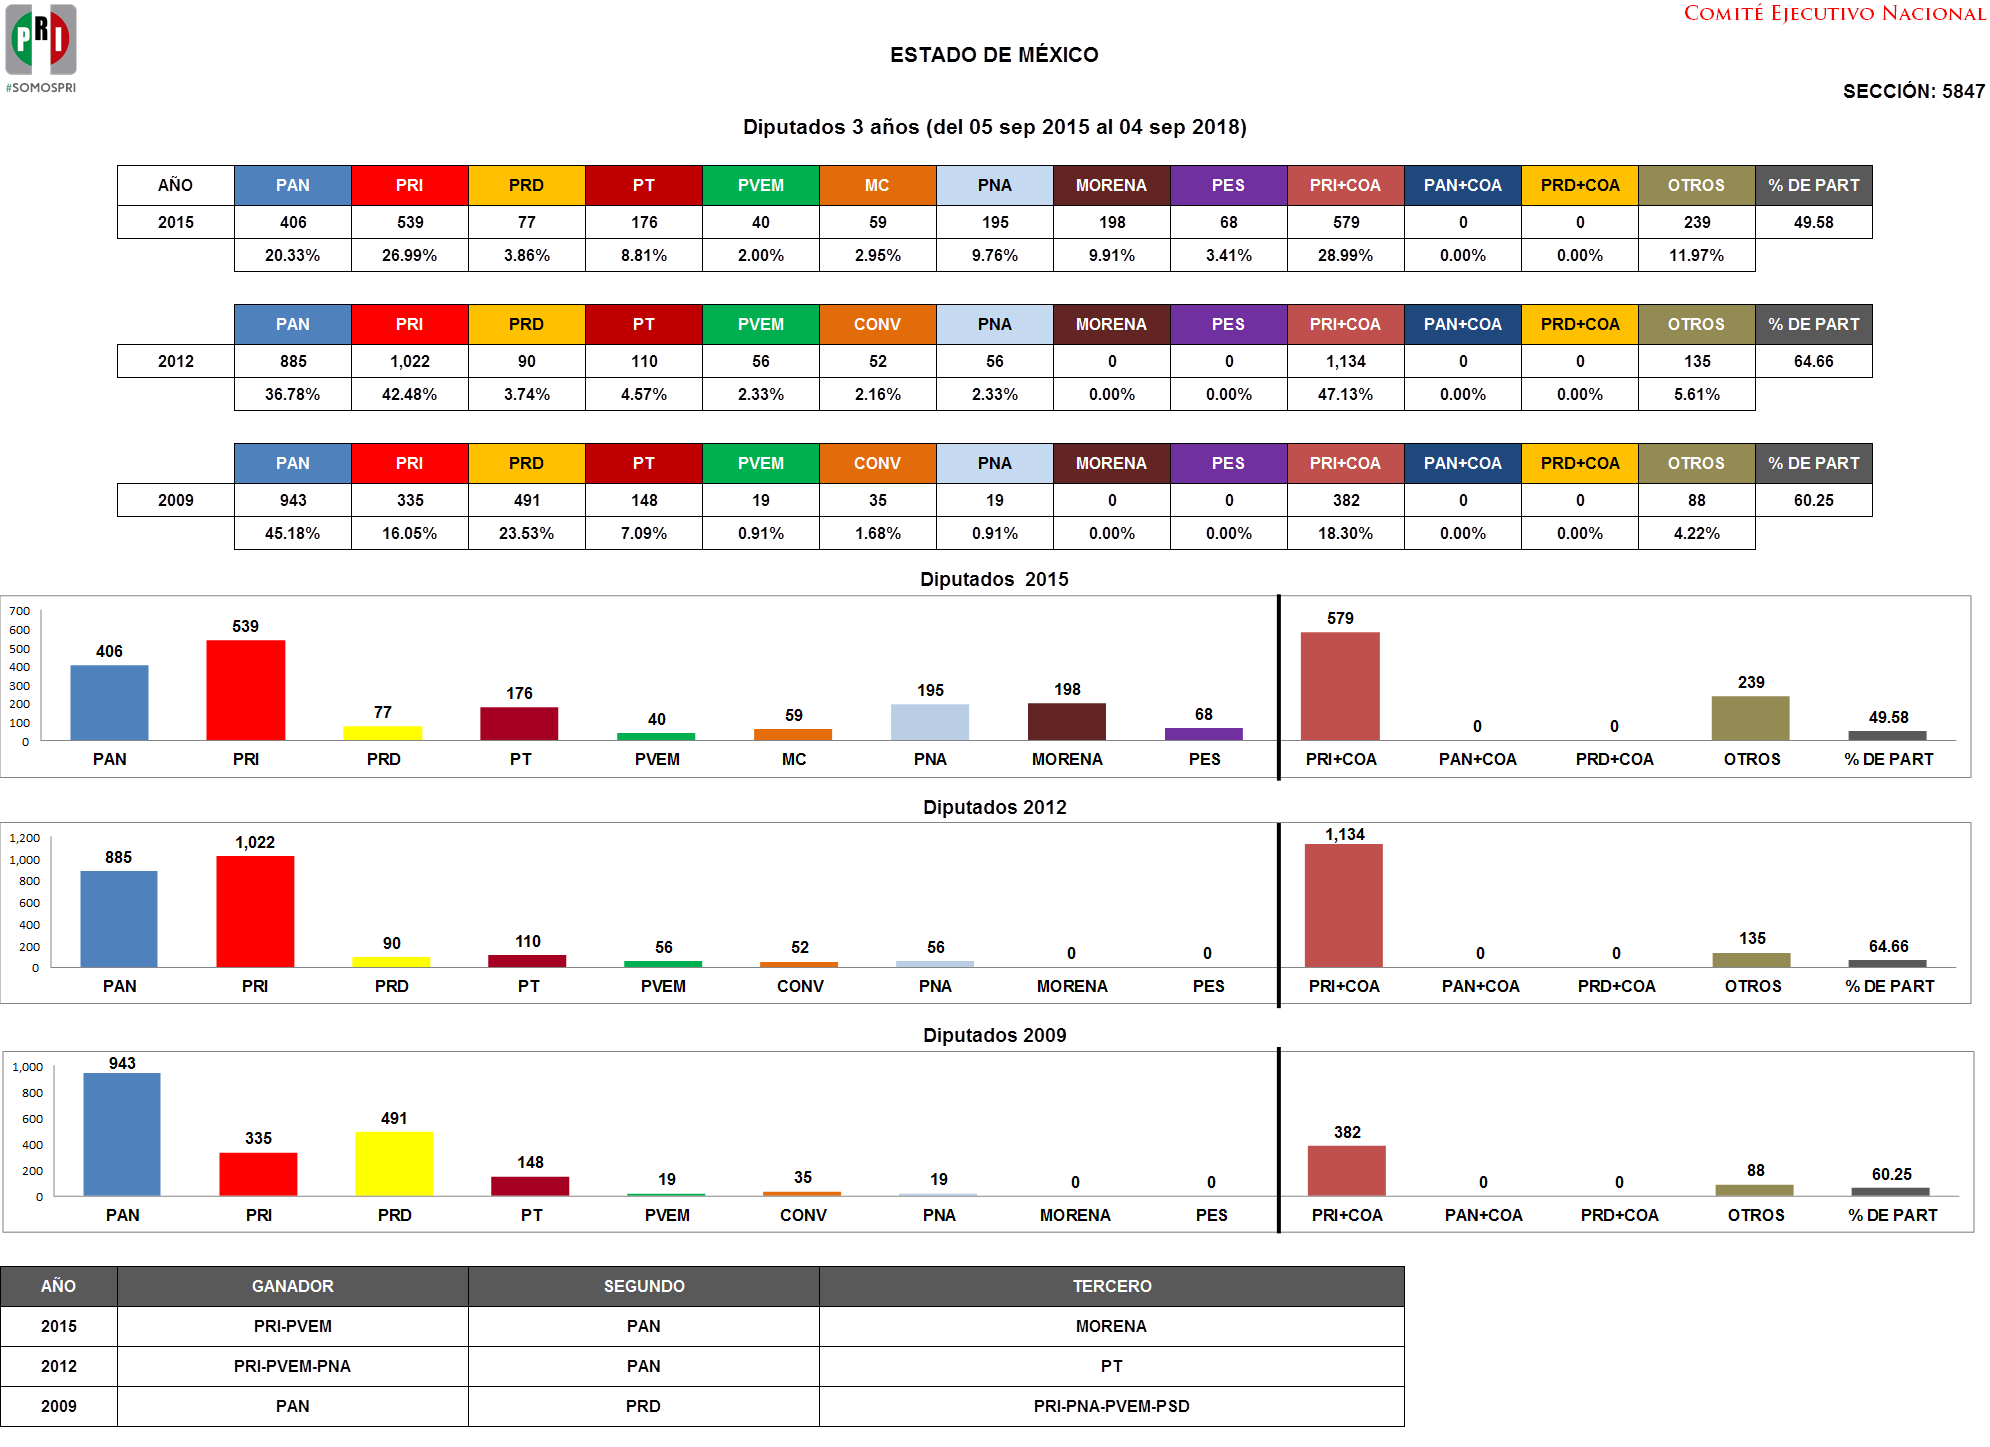 PRI
#SOMOSPRI
COMITÉ EJECUTIVO NACIONAL
ESTADO DE MÉXICO
SECCIÓN: 5847
Diputados 3 años (del 05 sep 2015 al 04 sep 2018)
AÑO PAN PRI PRD PT PVEM MC PNA MORENA PES PRI+COA PAN+COA PRD+COA OTROS % DE PART
2015 406 539 77 176 40 59 195 198 68 579 0 0 239 49.58
20.33% 26.99% 3.86% 8.81% 2.00% 2.95% 9.76% 9.91% 3.41% 28.99% 0.00% 0.00% 11.97%
PAN PRI PRD PT PVEM CONV PNA MORENA PES PRI+COA PAN+COA PRD+COA OTROS % DE PART
2012 885 1,022 90 110 56 52 56 0 0 1,134 0 0 135 64.66
36.78% 42.48% 3.74% 4.57% 2.33% 2.16% 2.33% 0.00% 0.00% 47.13% 0.00% 0.00% 5.61%
PAN PRI PRD PT PVEM CONV PNA MORENA PES PRI+COA PAN+COA PRD+COA OTROS % DE PART
2009 943 335 491 148 19 35 19 0 0 382 0 0 88 60.25
45.18% 16.05% 23.53% 7.09% 0.91% 1.68% 0.91% 0.00% 0.00% 18.30% 0.00% 0.00% 4.22%
Diputados 2015
700
600
500
400
300
200
100
0
406 539 77 176 40 59 195 198 68 579 0 0 239 49.58
PAN PRI PRD PT PVEM MC PNA MORENA PES PRI+COA PAN+COA PRD+COA OTROS % DE PART
Diputados 2012
1,200
1,000
800
600
400
200
0
885 1,022 90 110 56 52 56 0 0 1,134 0 0 135 64.66
PAN PRI PRD PT PVEM CONV PNA MORENA PES PRI+COA PAN+COA PRD+COA OTROS % DE PART
Diputados 2009
1,000
800
600
400
200
0
943 335 491 148 19 35 19 0 0 382 0 0 88 60.25
PAN PRI PRD PT PVEM CONV PNA MORENA PES PRI+COA PAN+COA PRD+COA OTROS % DE PART
AÑO GANADOR SEGUNDO TERCERO
2015 PRI-PVEM PAN MORENA
2012 PRI-PVEM-PNA PAN PT
2009 PAN PRD PRI-PNA-PVEM-PSD